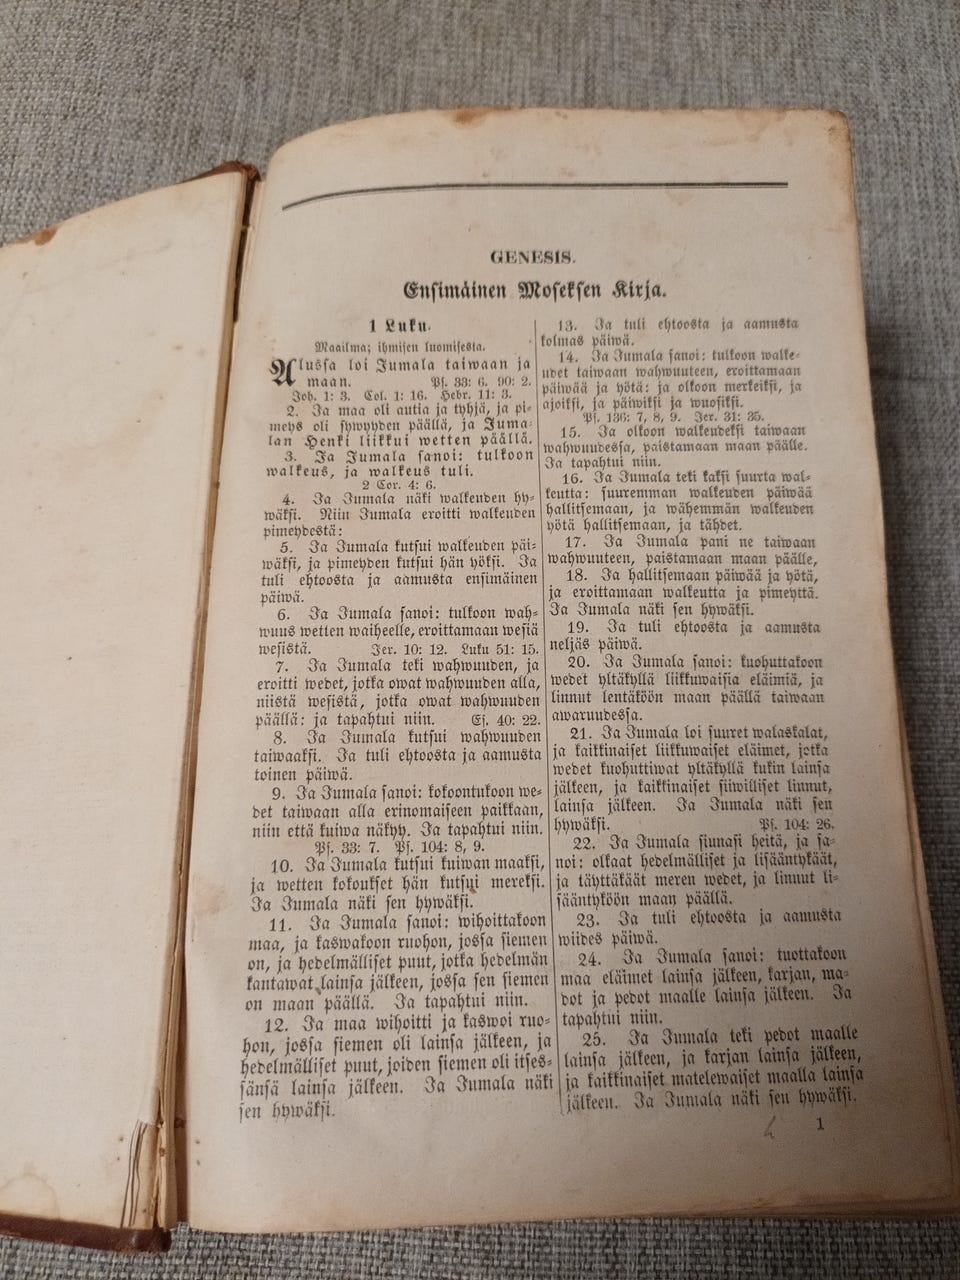 GENESIS.
Ensimäinen Moseksen Kirja.
1 Luku.
Maailma; ihmisen luomisesta.
Alussa loi Jumala taiwaan ja
maan. Ps. 33: 6. 90: 2.
Joh. 1: 3. Col. 1: 16. Hebr. 11: 3.
2. Ja maa oli autia ja tyhjä, ja pi-
meys oli sywyyden päällä, ja Juma-
lan Henki liikkui wetten päällä.
3. Ja Jumala sanoi: tulkoon
walkeus, ja walkeus tuli.
2 Cor. 4: 6.
4. Ja Jumala näki walkeuden hy-
wäksi. Niin Jumala eroitti walkeuden
pimeydestä:
5. Ja Jumala kutsui walkeuden päi-
wäksi, ja pimeyden kutsui hän yöksi. Ja
tuli ehtoosta ja aamusta ensimäinen
päiwä.
6. Ja Jumala sanoi: tulkoon wah-
wuus wetten waiheelle, eroittamaan wesiä
wesistä. Jer. 10: 12. Luku 51: 15.
7. Ja Jumala teki wahwuuden, ja
eroitti wedet, jotka owat wahwuuden alla,
niistä wesistä, jotka owat wahwuuden
päällä: ja tapahtui niin. Es. 40: 22.
8. Ja Jumala kutsui wahwuuden
taiwaaksi. Ja tuli ehtoosta ja aamusta
toinen päiwä.
9. Ja Jumala sanoi: kokoontukoon we-
det taiwaan alla erinomaiseen paikkaan,
niin että kuiwa näkyy. Ja tapahtui niin.
Ps. 33: 7. Ps. 104: 8, 9.
10. Ja Jumala kutsui kuiwan maaksi,
ja wetten kokoukset hän kutsui mereksi.
Ja Jumala näki sen hywäksi.
11. Ja Jumala sanoi: wihoittakoon
maa, ja kaswakoon ruohon, jossa siemen
on, ja hedelmälliset puut, jotka hedelmän
kantawat lainsa jälkeen, jossa sen siemen
on maan päällä. Ja tapahtui niin.
12. Ja maa wihoitti ja kaswoi ruo-
hon, jossa siemen oli lainsa jälkeen, ja
hedelmälliset puut, joiden siemen oli itses-
sänsä lainsa jälkeen. Ja Jumala näki
sen hywäksi.
13. Ja tuli ehtoosta ja aamusta
kolmas päiwä.
14. Ja Jumala sanoi: tulkoon walke-
udet taiwaan wahwuuteen, eroittamaan
päiwää ja yötä: ja olkoon merkeiksi, ja
ajoiksi, ja päiwiksi ja wuosiksi.
Ps. 136: 7, 8, 9. Jer. 31: 35.
15. Ja olkoon walkeudeksi taiwaan
wahwuudessa, paistamaan maan päälle.
Ja tapahtui niin.
16. Ja Jumala teki kaksi suurta wal-
keutta: suuremman walkeuden päiwää
hallitsemaan, ja wähemmän walkeuden
yötä hallitsemaan, ja tähdet.
17. Ja Jumala pani ne taiwaan
wahwuuteen, paistamaan maan päälle,
18. Ja hallitsemaan päiwää ja yötä,
ja eroittamaan walkeutta ja pimeyttä.
Ja Jumala näki sen hywäksi.
19. Ja tuli ehtoosta ja aamusta
neljäs päiwä.
20. Ja Jumala sanoi: kuohuttakoon
wedet yltäkyllä liikkuwaisia eläimiä, ja
linnut lentäköön maan päällä taiwaan
awaruudessa.
21. Ja Jumala loi suuret walaskalat,
ja kaikkinaiset liikkuwaiset eläimet, jotka
wedet kuohuttiwat yltäkyllä kukin lainsa
jälkeen, ja kaikkinaiset siiwilliset linnut,
lainsa jälkeen. Ja Jumala näki sen
hywäksi. Ps. 104: 26.
22. Ja Jumala siunasi heitä, ja sa-
noi: olkaat hedelmälliset ja lisääntykäät,
ja täyttäkäät meren wedet, ja linnut li-
sääntyköön maan päällä.
23. Ja tuli ehtoosta ja aamusta
wiides päiwä.
24. Ja Jumala sanoi: tuottakoon
maa eläimet lainsa jälkeen, karjan, ma-
dot ja pedot maalle lainsa jälkeen. Ja
tapahtui niin.
25. Ja Jumala teki pedot maalle
lainsa jälkeen, ja karjan lainsa jälkeen,
ja kaikkinaiset matelewaiset maalla lainsa
jälkeen. Ja Jumala näki sen hywäksi.
1